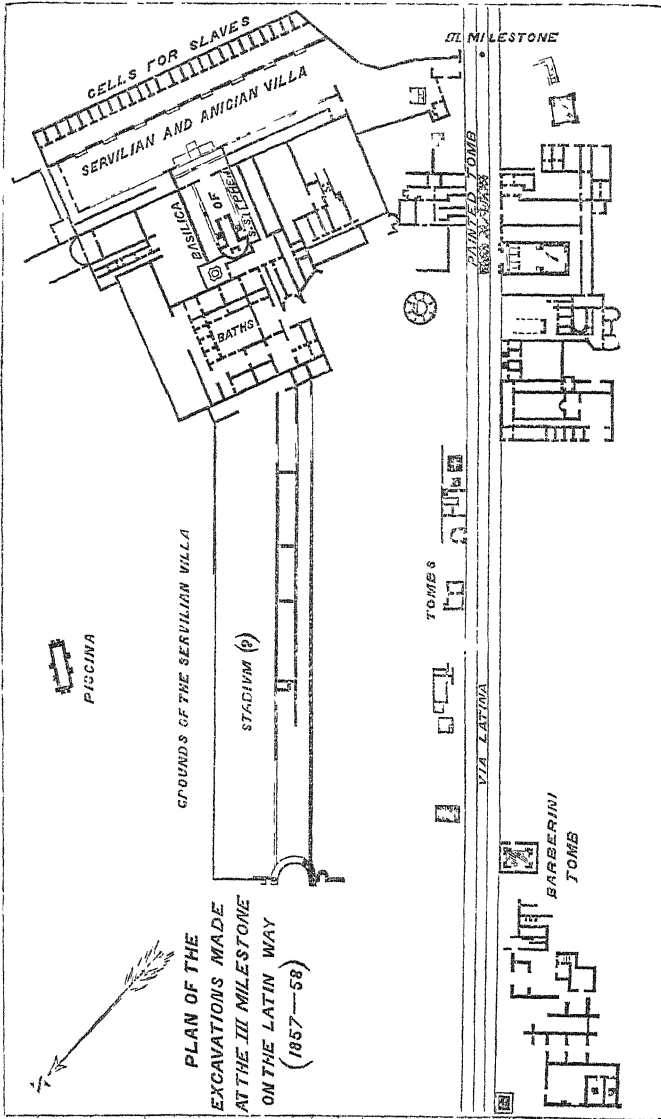 III MILESTONE
CELLS FOR SLAVES
SERVILIAN AND ANICIAN VILLA
BASILICA
OF
S. STEPHEN
BATHS
PAINTED TOMB
PISCINA
GROUNDS OF THE SERVILIAN VILLA
STADIUM (?)
TOMBS
VIA LATINA
BARBERINI
TOMB
PLAN OF THE
EXCAVATIONS MADE
AT THE III MILESTONE
ON THE LATIN WAY
(1857—58)
N